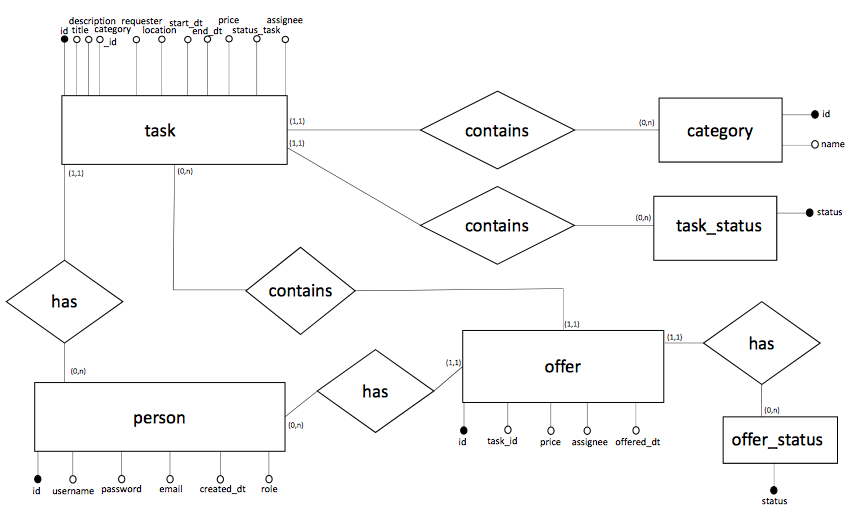 description requester start_dt price assignee
id title category location end_dt status_task
_id
task
(1,1)
(1,1)
(1,1)
(0,n)
contains
(0,n)
category
id
name
contains
(0,n)
task_status
status
has
contains
(1,1)
(0,n)
person
(0,n)
has
(1,1)
offer
(1,1)
has
(0,n)
offer_status
status
id task_id price assignee offered_dt
id username password email created_dt role